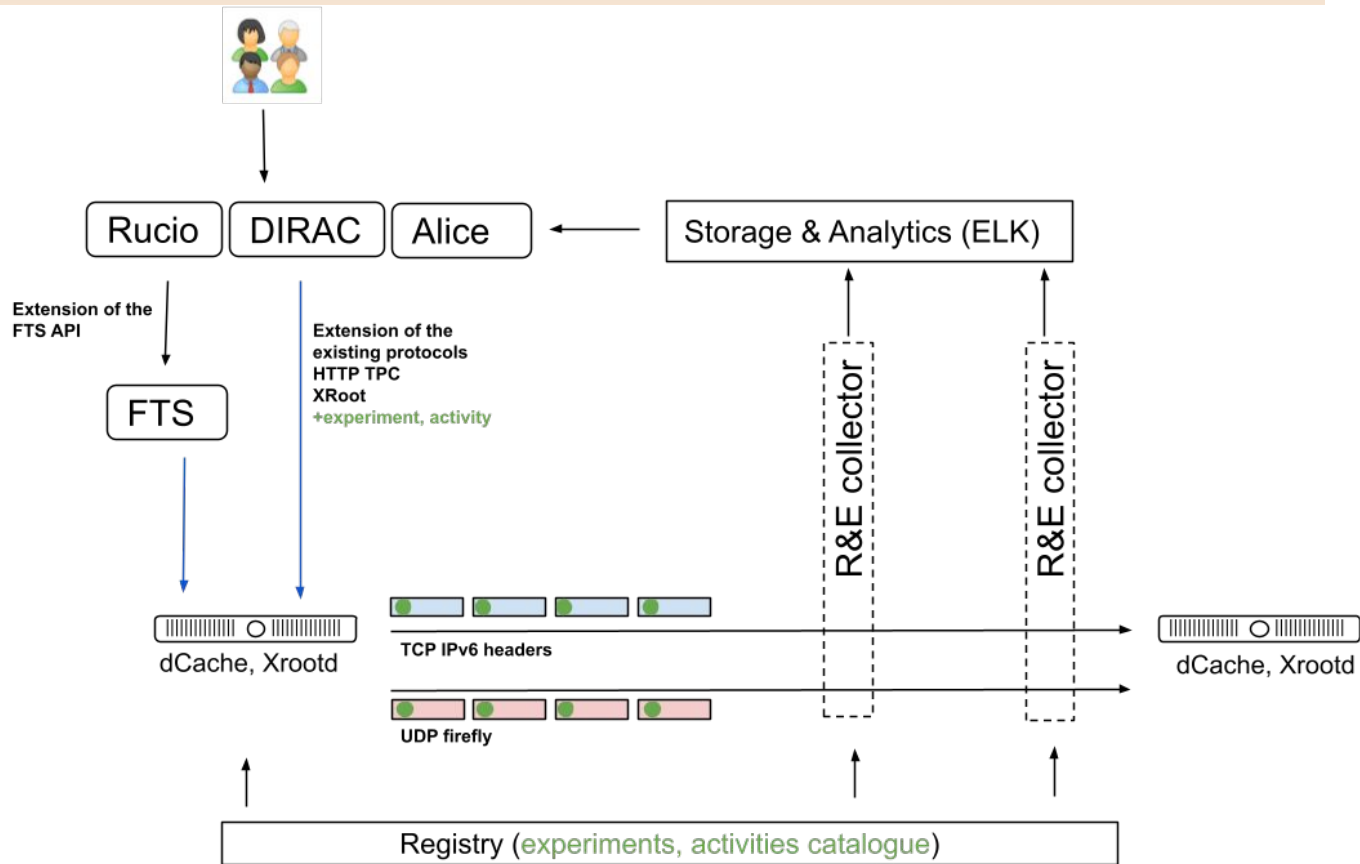 Rucio
DIRAC
Alice
Storage & Analytics (ELK)
Extension of the
FTS API
Extension of the
existing protocols
HTTP TPC
XRoot
+experiment, activity
FTS
R&E collector
R&E collector
dCache, Xrootd
TCP IPv6 headers
dCache, Xrootd
UDP firefly
Registry (experiments, activities catalogue)